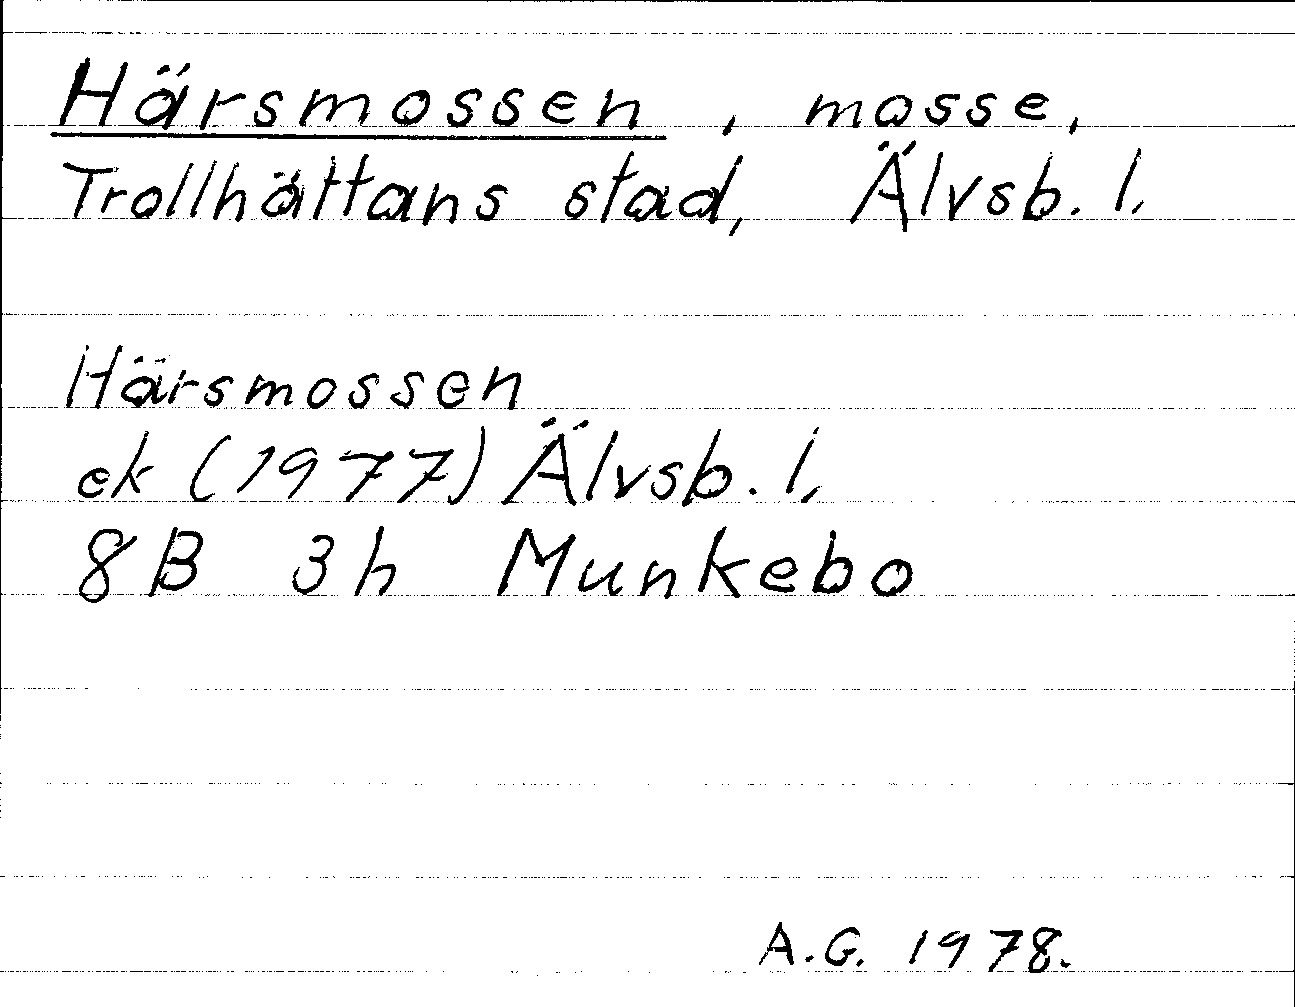 Härsmossen, mosse,
Trollhättans stad, Älvsb. l.
Härsmossen
ek (1977) Älvsb. l.
8B 3h Munkebo
A.G. 1978.